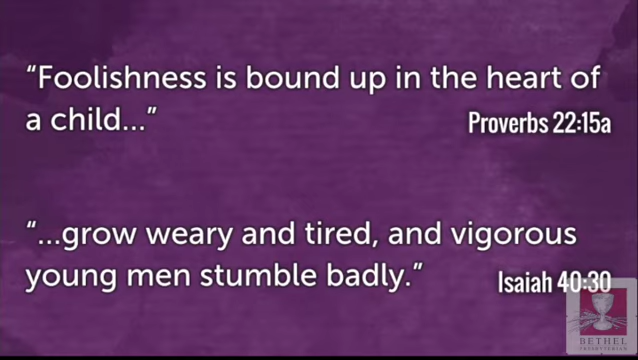 “Foolishness is bound up in the heart of
a child...”
Proverbs 22:15a
“...grow weary and tired, and vigorous
young men stumble badly.”
Isaiah 40:30
BETHEL
PRESBYTERIAN